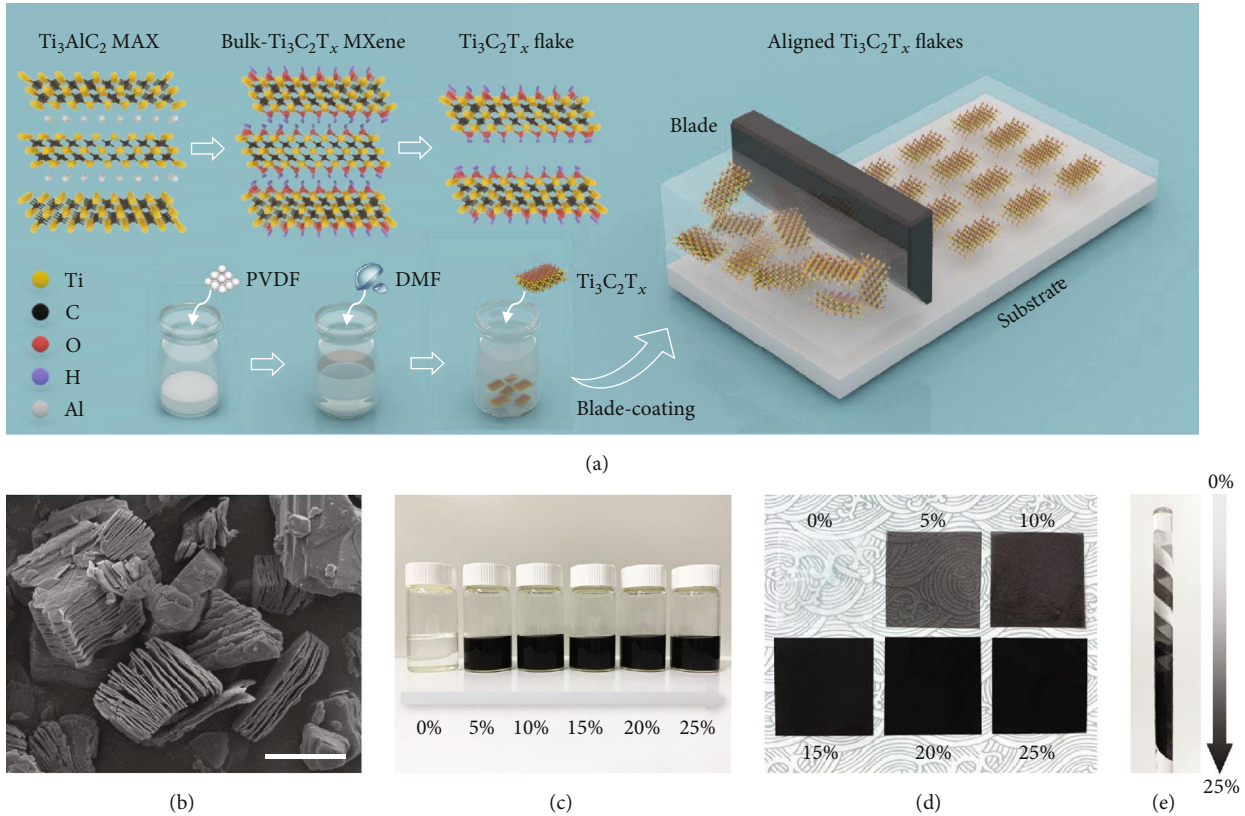 Ti₃AlC₂ MAX
Bulk-Ti₃C₂Tₓ MXene
Ti₃C₂Tₓ flake
Aligned Ti₃C₂Tₓ flakes
Blade
Substrate
Ti
C
O
H
Al
PVDF
DMF
Ti₃C₂Tₓ
Blade-coating
(a)
(b)
0% 5% 10% 15% 20% 25%
(c)
0% 5% 10%
15% 20% 25%
(d)
0%
25%
(e)